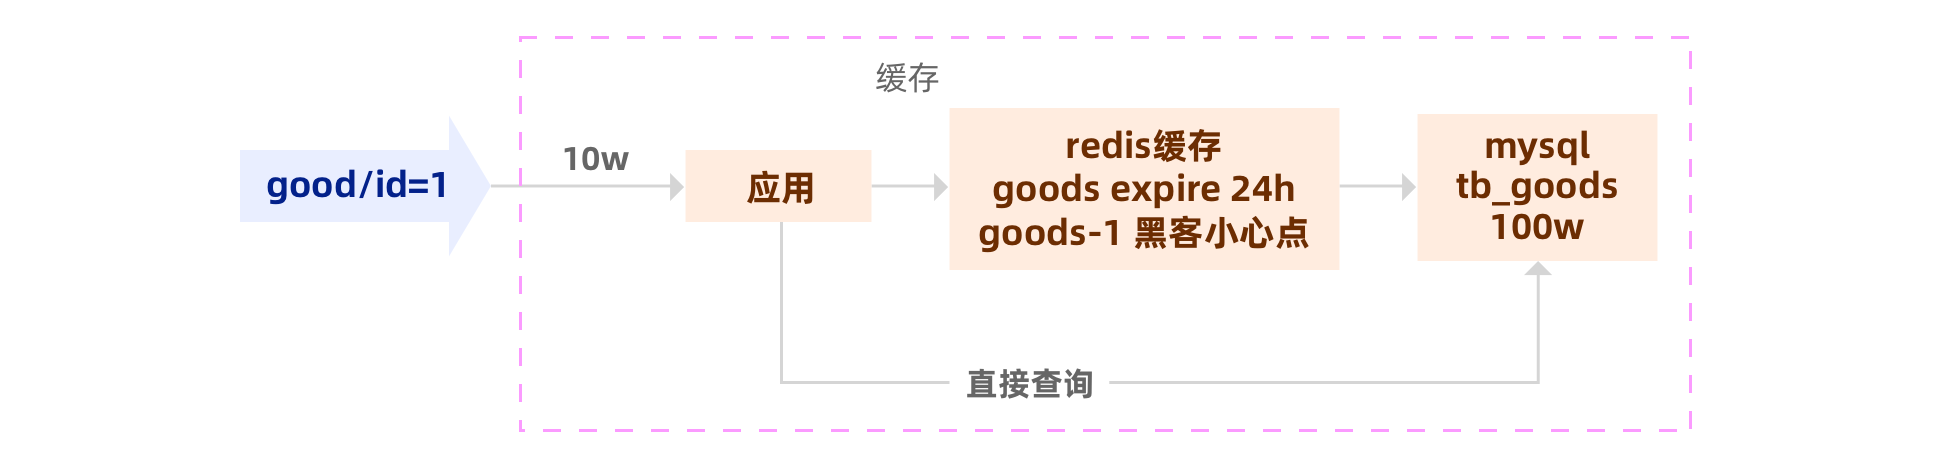 缓存
good/id=1
10w
应用
redis缓存
goods expire 24h
goods-1 黑客小心点
mysql
tb_goods
100w
直接查询